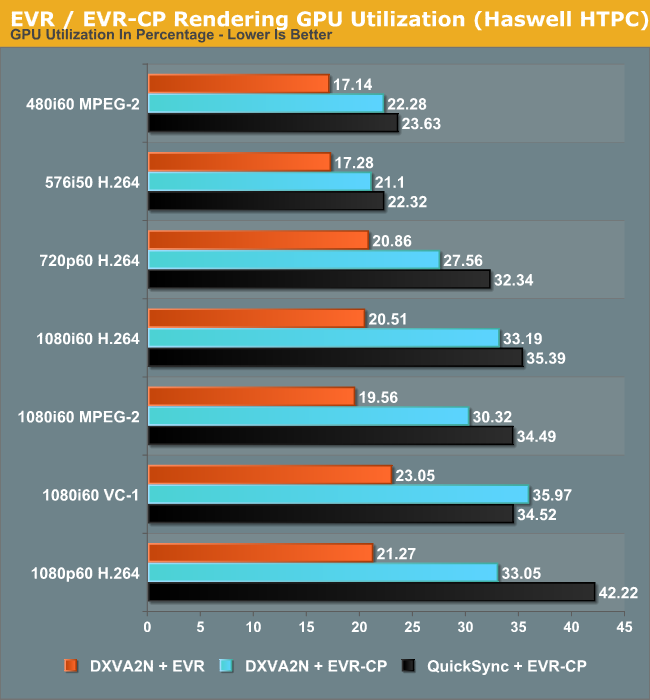 EVR / EVR-CP Rendering GPU Utilization (Haswell HTPC)
GPU Utilization In Percentage - Lower Is Better
480i60 MPEG-2
17.14
22.28
23.63
576i50 H.264
17.28
21.1
22.32
720p60 H.264
20.86
27.56
32.34
1080i60 H.264
20.51
33.19
35.39
1080i60 MPEG-2
19.56
30.32
34.49
1080i60 VC-1
23.05
35.97
34.52
1080p60 H.264
21.27
33.05
42.22
0 5 10 15 20 25 30 35 40 45
DXVA2N + EVR DXVA2N + EVR-CP QuickSync + EVR-CP